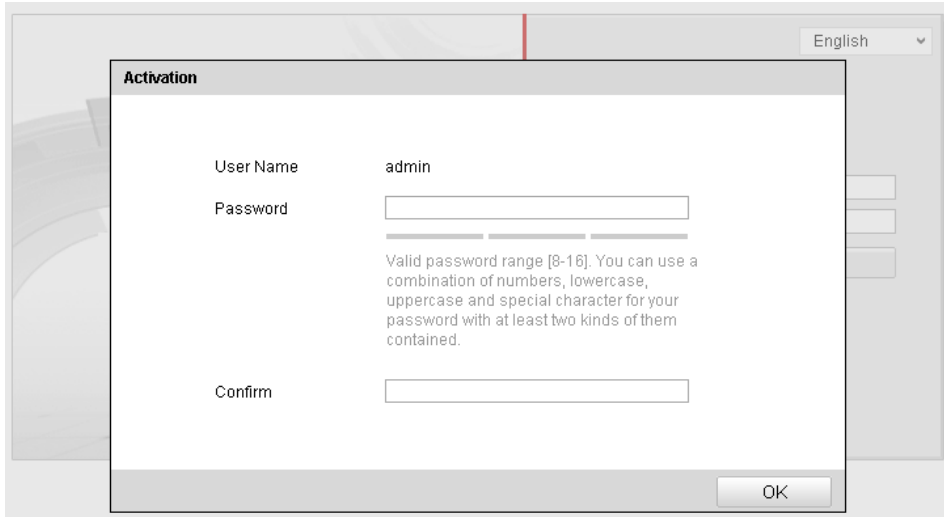 English
Activation
User Name admin
Password
Valid password range [8-16]. You can use a
combination of numbers, lowercase,
uppercase and special character for your
password with at least two kinds of them
contained.
Confirm
OK